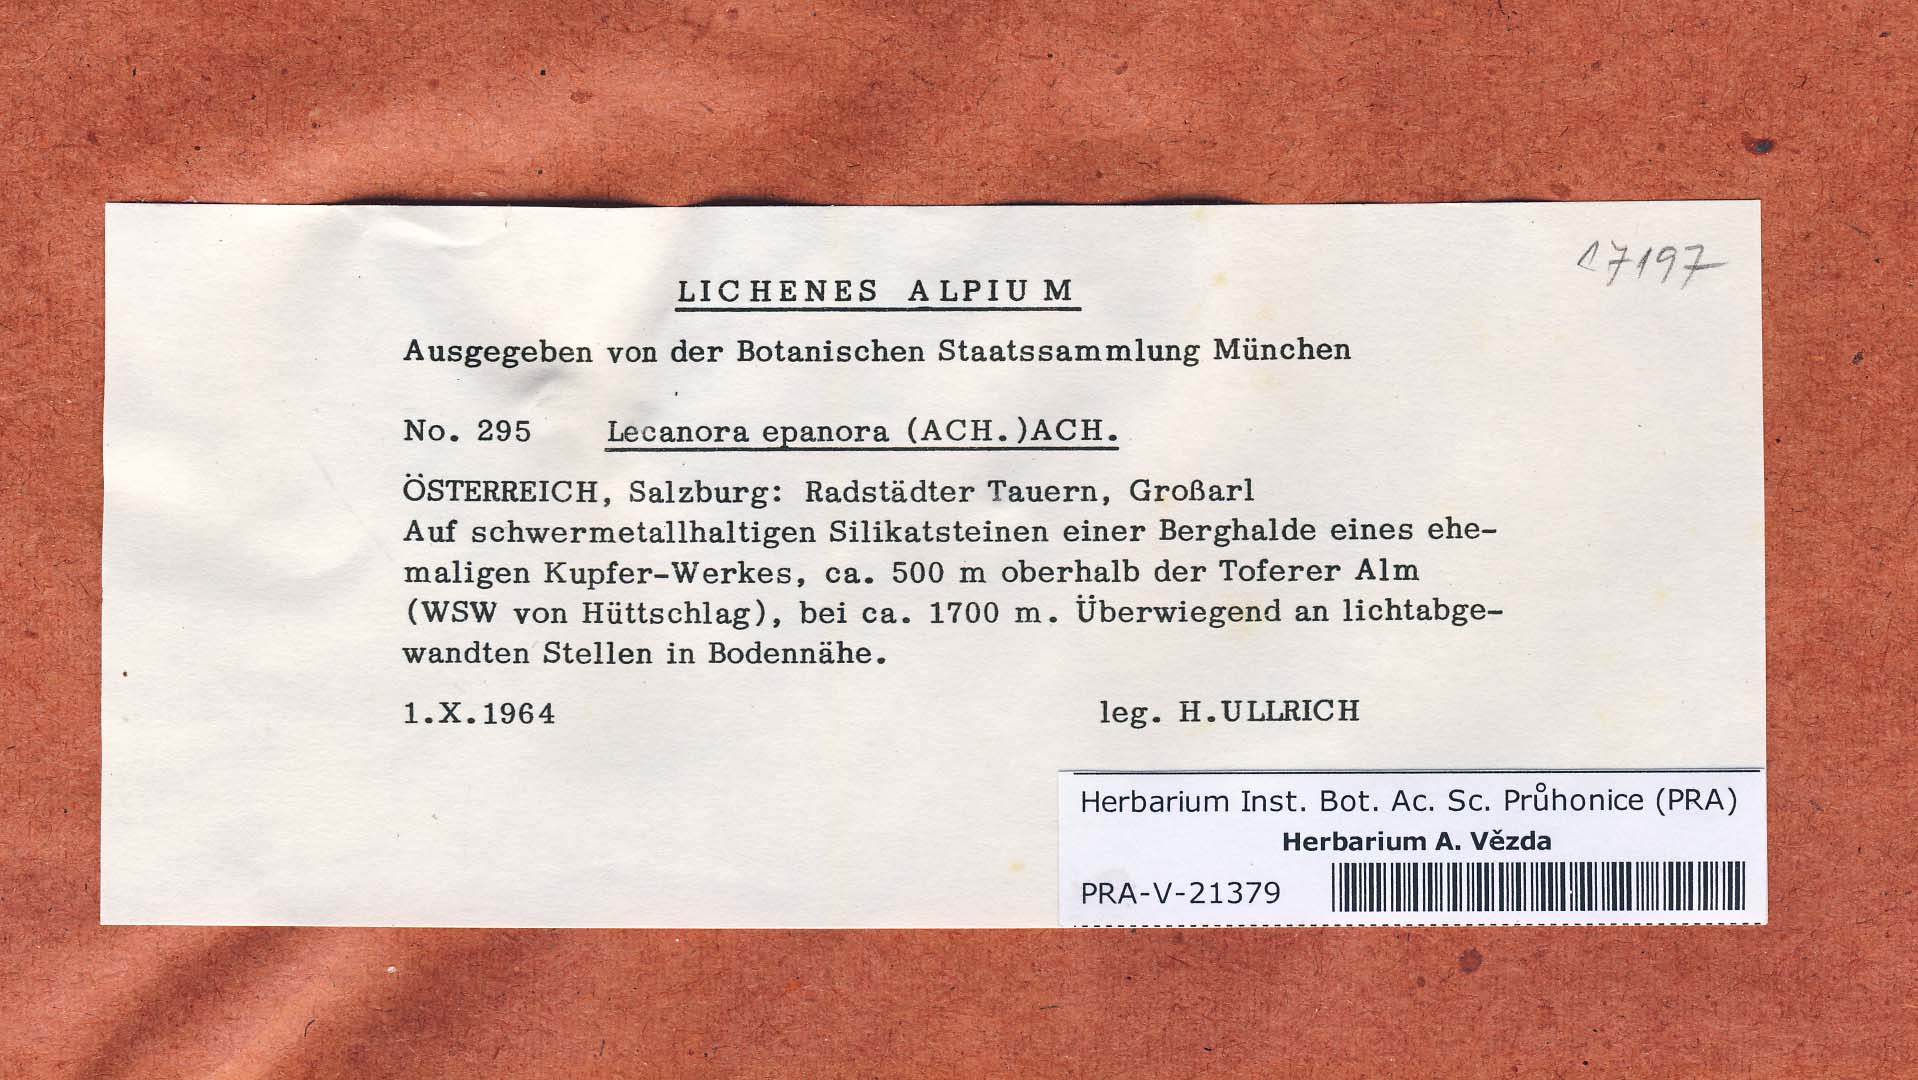 17197
LICHENES ALPIUM
Ausgegeben von der Botanischen Staatssammlung München
No. 295 Lecanora epanora (ACH.)ACH.
ÖSTERREICH, Salzburg: Radstädter Tauern, Großarl
Auf schwermetallhaltigen Silikatsteinen einer Berghalde eines ehe-
maligen Kupfer-Werkes, ca. 500 m oberhalb der Toferer Alm
(WSW von Hüttschlag), bei ca. 1700 m. Überwiegend an lichtabge-
wandten Stellen in Bodennähe.
1.X.1964 leg. H.ULLRICH
Herbarium Inst. Bot. Ac. Sc. Průhonice (PRA)
Herbarium A. Vězda
PRA-V-21379